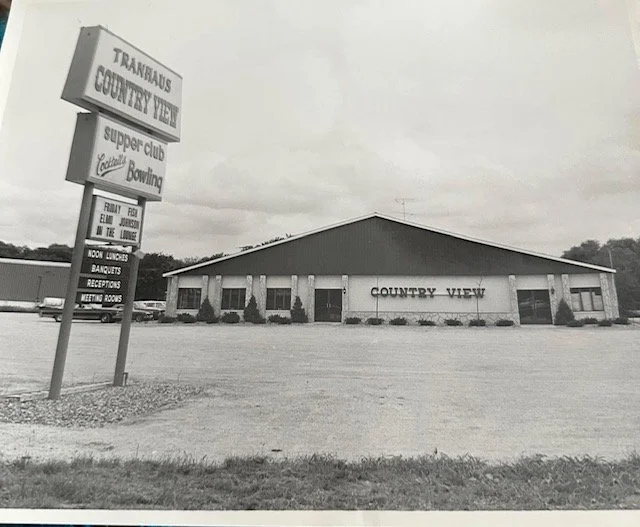 TRANHAUS
COUNTRY VIEW
supper club
Cocktails
Bowling
FRIDAY FISH
ELMO JOHNSON
IN THE LOUNGE
NOON LUNCHES
BANQUETS
RECEPTIONS
MEETING ROOMS
COUNTRY VIEW